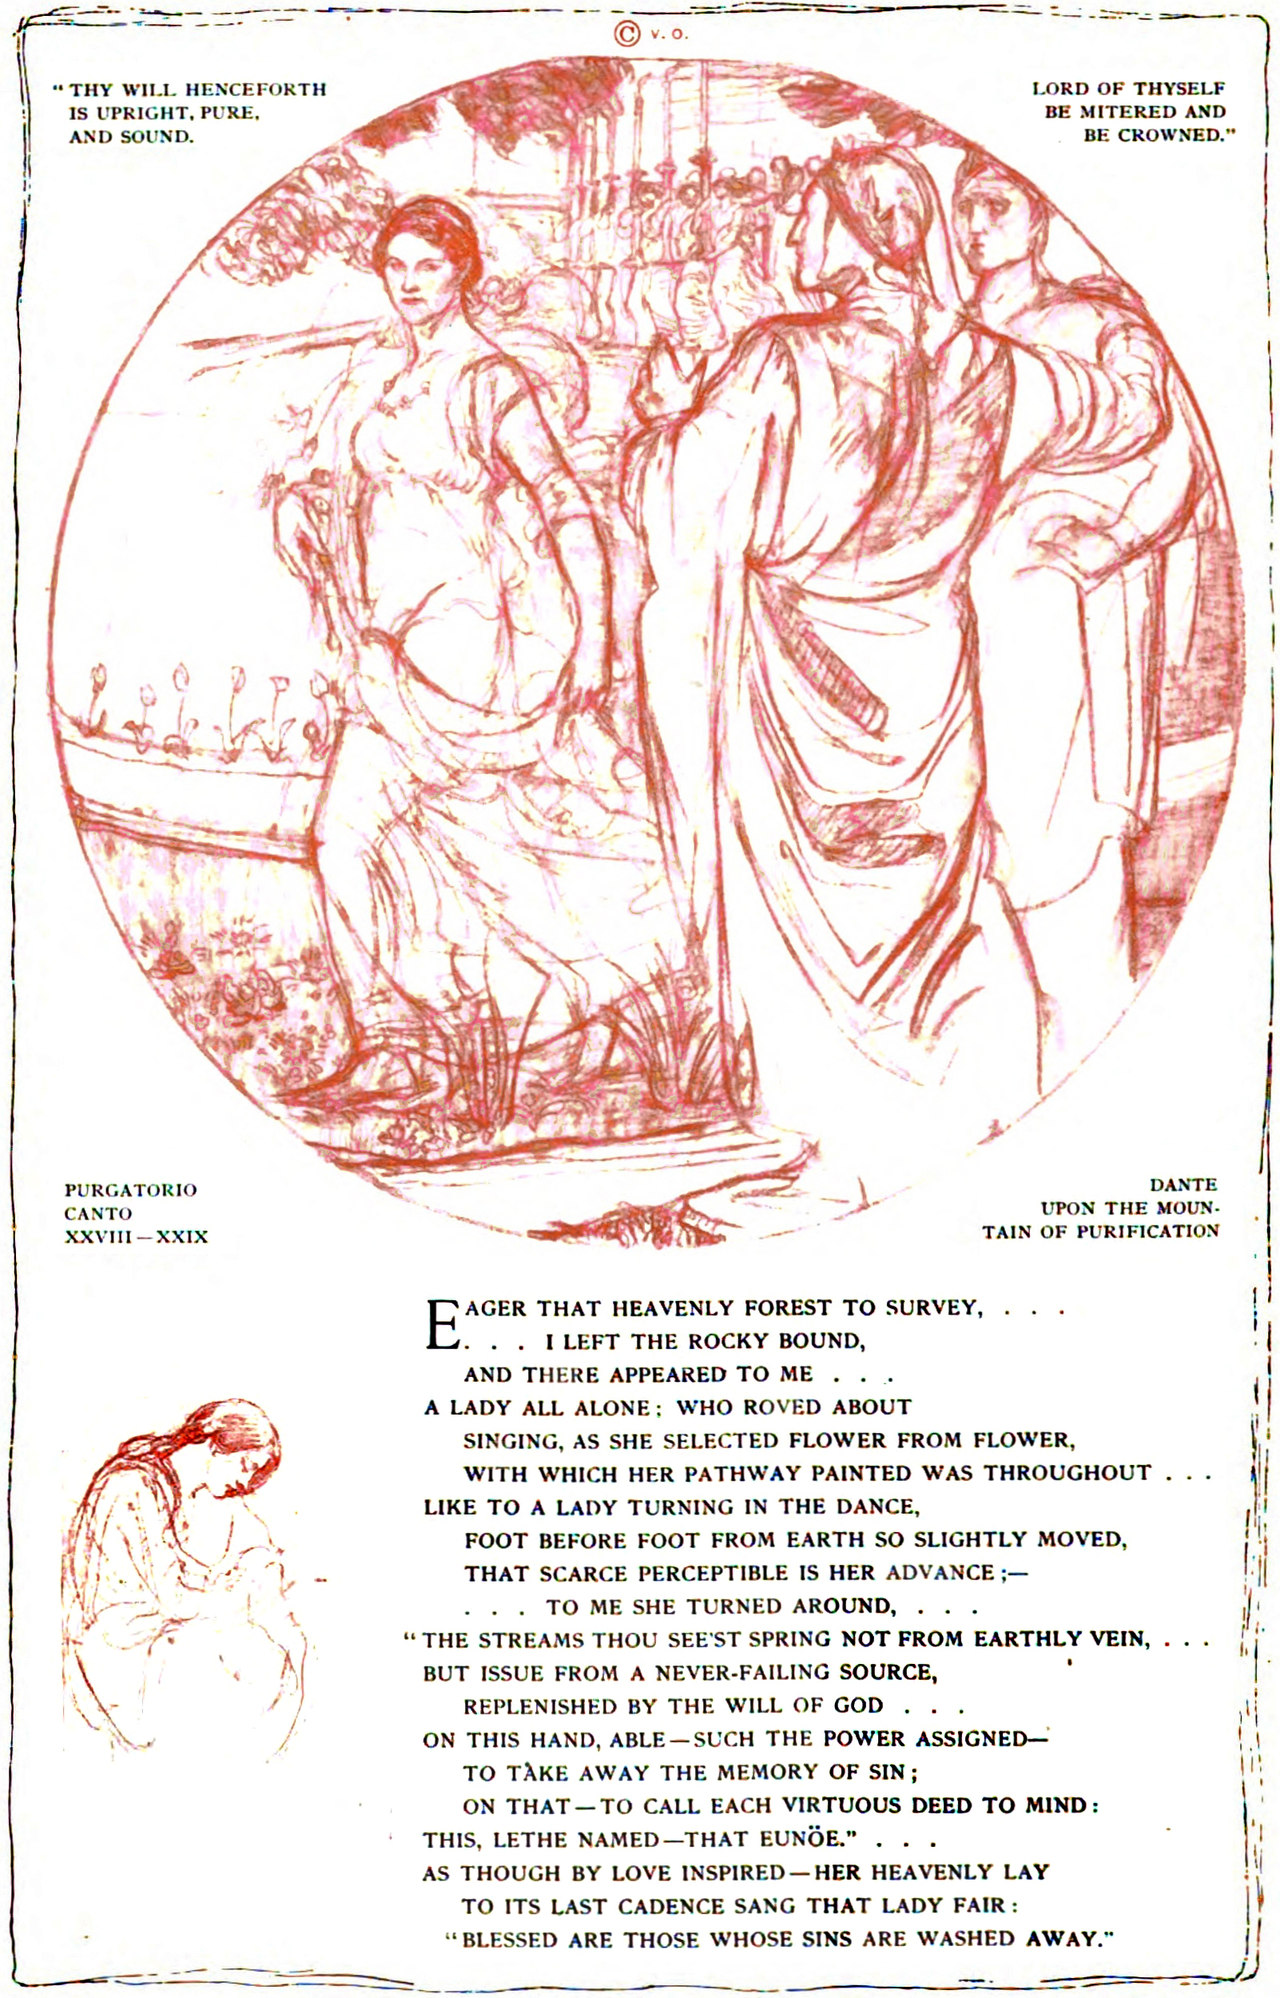 © V. O.
“THY WILL HENCEFORTH
IS UPRIGHT, PURE,
AND SOUND.
LORD OF THYSELF
BE MITERED AND
BE CROWNED.”
PURGATORIO
CANTO
XXVIII—XXIX
DANTE
UPON THE MOUN-
TAIN OF PURIFICATION
EAGER THAT HEAVENLY FOREST TO SURVEY, . . .
. . . I LEFT THE ROCKY BOUND,
AND THERE APPEARED TO ME . . .
A LADY ALL ALONE; WHO ROVED ABOUT
SINGING, AS SHE SELECTED FLOWER FROM FLOWER,
WITH WHICH HER PATHWAY PAINTED WAS THROUGHOUT . . .
LIKE TO A LADY TURNING IN THE DANCE,
FOOT BEFORE FOOT FROM EARTH SO SLIGHTLY MOVED,
THAT SCARCE PERCEPTIBLE IS HER ADVANCE;—
. . . TO ME SHE TURNED AROUND, . . .
“THE STREAMS THOU SEE'ST SPRING NOT FROM EARTHLY VEIN, . . .
BUT ISSUE FROM A NEVER-FAILING SOURCE,
REPLENISHED BY THE WILL OF GOD . . .
ON THIS HAND, ABLE—SUCH THE POWER ASSIGNED—
TO TAKE AWAY THE MEMORY OF SIN;
ON THAT—TO CALL EACH VIRTUOUS DEED TO MIND:
THIS, LETHE NAMED—THAT EUNÖE.” . . .
AS THOUGH BY LOVE INSPIRED—HER HEAVENLY LAY
TO ITS LAST CADENCE SANG THAT LADY FAIR:
“BLESSED ARE THOSE WHOSE SINS ARE WASHED AWAY.”